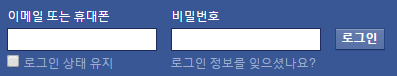 이메일 또는 휴대폰 비밀번호
로그인
로그인 상태 유지 로그인 정보를 잊으셨나요?